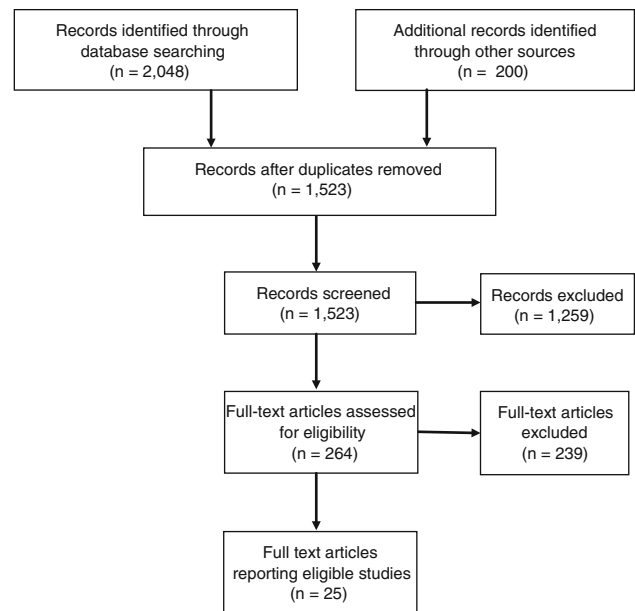 Records identified through
database searching
(n = 2,048)
Additional records identified
through other sources
(n = 200)
Records after duplicates removed
(n = 1,523)
Records screened
(n = 1,523)
Records excluded
(n = 1,259)
Full-text articles assessed
for eligibility
(n = 264)
Full-text articles
excluded
(n = 239)
Full text articles
reporting eligible studies
(n = 25)